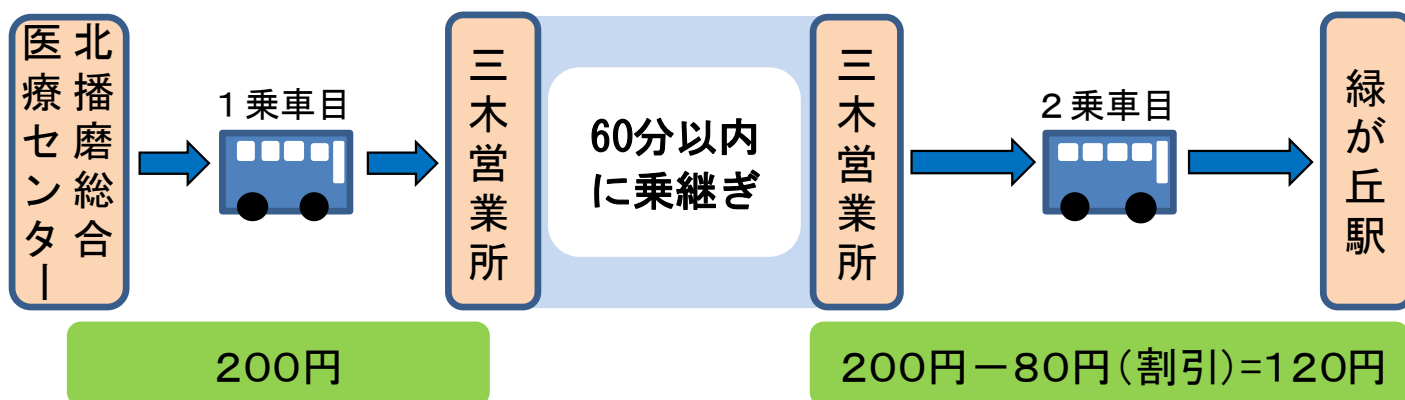 北播磨総合
医療センター
１乗車目
三木営業所
60分以内
に乗継ぎ
三木営業所
２乗車目
緑が丘駅
２００円
２００円－８０円（割引）=１２０円